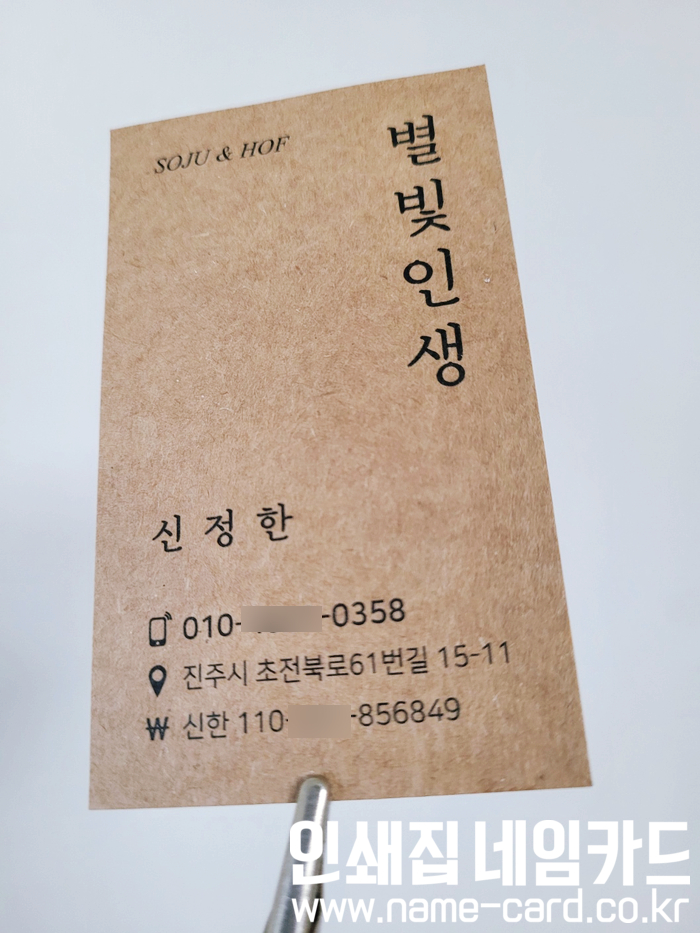 SOJU & HOF
별빛인생
신정한
010- -0358
진주시 초전북로61번길 15-11
₩ 신한 110- -856849
인쇄집 네임카드
www.name-card.co.kr